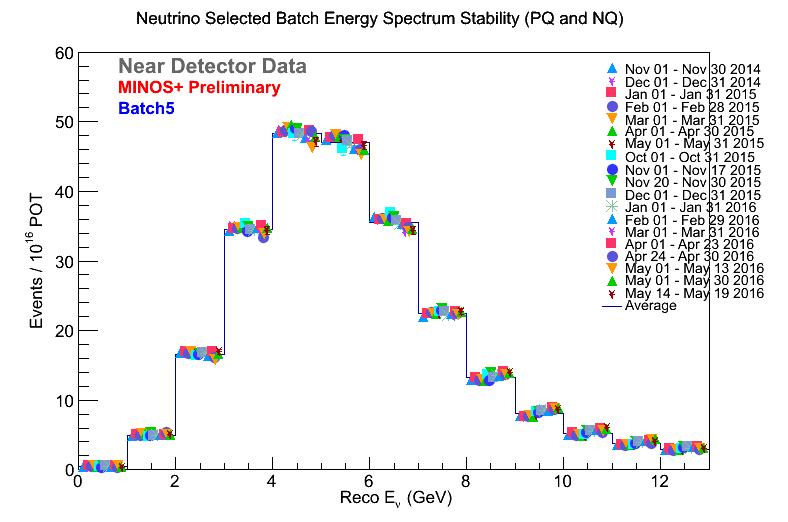 Neutrino Selected Batch Energy Spectrum Stability (PQ and NQ)
60
50
40
30
20
10
0
Events / 10^16 POT
Near Detector Data
MINOS+ Preliminary
Batch5
Nov 01 - Nov 30 2014
Dec 01 - Dec 31 2014
Jan 01 - Jan 31 2015
Feb 01 - Feb 28 2015
Mar 01 - Mar 31 2015
Apr 01 - Apr 30 2015
May 01 - May 31 2015
Oct 01 - Oct 31 2015
Nov 01 - Nov 17 2015
Nov 20 - Nov 30 2015
Dec 01 - Dec 31 2015
Jan 01 - Jan 31 2016
Feb 01 - Feb 29 2016
Mar 01 - Mar 31 2016
Apr 01 - Apr 23 2016
Apr 24 - Apr 30 2016
May 01 - May 13 2016
May 01 - May 30 2016
May 14 - May 19 2016
Average
0 2 4 6 8 10 12
Reco Eν (GeV)